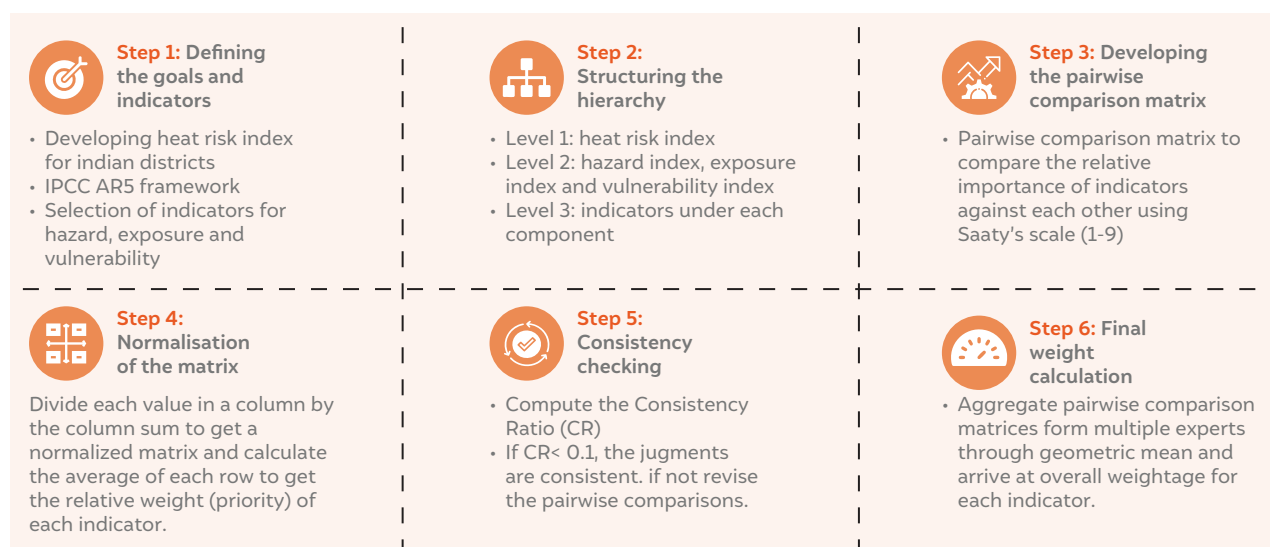 Step 1: Defining
the goals and
indicators
• Developing heat risk index
for indian districts
• IPCC AR5 framework
• Selection of indicators for
hazard, exposure and
vulnerability
Step 2:
Structuring the
hierarchy
• Level 1: heat risk index
• Level 2: hazard index, exposure
index and vulnerability index
• Level 3: indicators under each
component
Step 3: Developing
the pairwise
comparison matrix
• Pairwise comparison matrix to
compare the relative
importance of indicators
against each other using
Saaty's scale (1-9)
Step 4:
Normalisation
of the matrix
Divide each value in a column by
the column sum to get a
normalized matrix and calculate
the average of each row to get
the relative weight (priority) of
each indicator.
Step 5:
Consistency
checking
• Compute the Consistency
Ratio (CR)
• If CR< 0.1, the jugments
are consistent. if not revise
the pairwise comparisons.
Step 6: Final
weight
calculation
• Aggregate pairwise comparison
matrices form multiple experts
through geometric mean and
arrive at overall weightage for
each indicator.